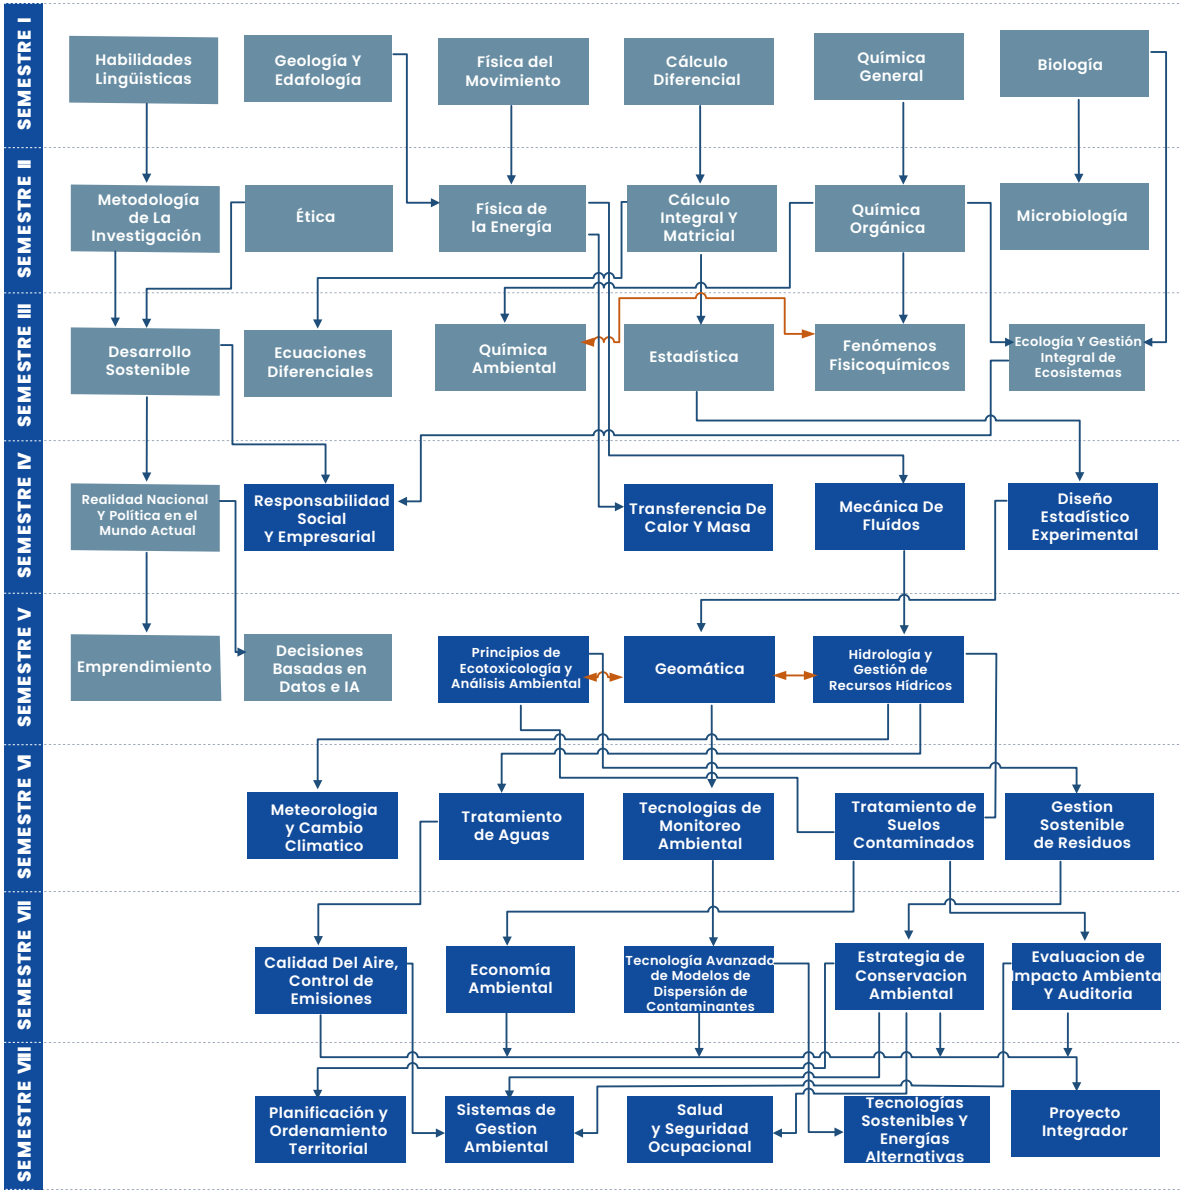 SEMESTRE I
Habilidades
Lingüisticas
Geología Y
Edafología
Física del
Movimiento
Cálculo
Diferencial
Química
General
Biología
SEMESTRE II
Metodología
de La
Investigación
Ética
Física de
la Energía
Cálculo
Integral Y
Matricial
Química
Orgánica
Microbiología
SEMESTRE III
Desarrollo
Sostenible
Ecuaciones
Diferenciales
Química
Ambiental
Estadística
Fenómenos
Fisicoquímicos
Ecología Y Gestión
Integral de
Ecosistemas
SEMESTRE IV
Realidad Nacional
Y Política en el
Mundo Actual
Responsabilidad
Social
Y Empresarial
Transferencia De
Calor Y Masa
Mecánica De
Fluídos
Diseño
Estadístico
Experimental
SEMESTRE V
Emprendimiento
Decisiones
Basadas en
Datos e IA
Principios de
Ecotoxicología y
Análisis Ambiental
Geomática
Hidrología y
Gestión de
Recursos Hídricos
SEMESTRE VI
Meteorologia
y Cambio
Climatico
Tratamiento
de Aguas
Tecnologias de
Monitoreo
Ambiental
Tratamiento de
Suelos
Contaminados
Gestion
Sostenible
de Residuos
SEMESTRE VII
Calidad Del Aire,
Control de
Emisiones
Economía
Ambiental
Tecnología Avanzada
de Modelos de
Dispersión de
Contaminantes
Estrategia de
Conservacion
Ambiental
Evaluacion de
Impacto Ambiental
Y Auditoria
SEMESTRE VIII
Planificación y
Ordenamiento
Territorial
Sistemas de
Gestion
Ambiental
Salud
y Seguridad
Ocupacional
Tecnologías
Sostenibles Y
Energías
Alternativas
Proyecto
Integrador